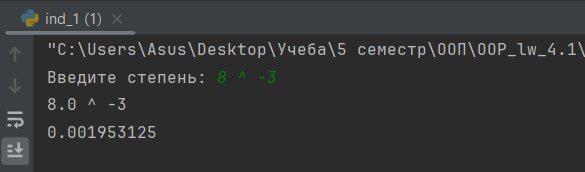 ind_1 (1)
"C:\Users\Asus\Desktop\Учеба\5 семестр\ООП\OOP_lw_4.1\
Введите степень: 8 ^ -3
8.0 ^ -3
0.001953125